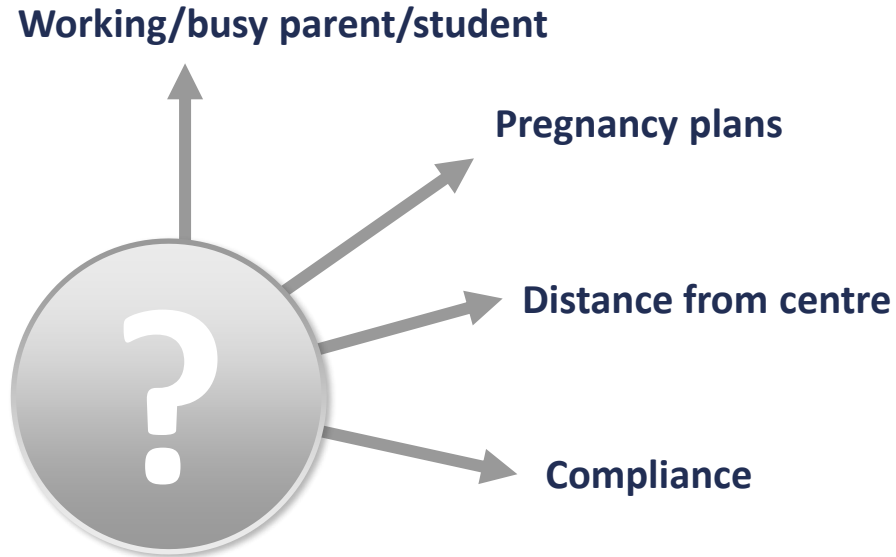 Working/busy parent/student
Pregnancy plans
Distance from centre
?
Compliance